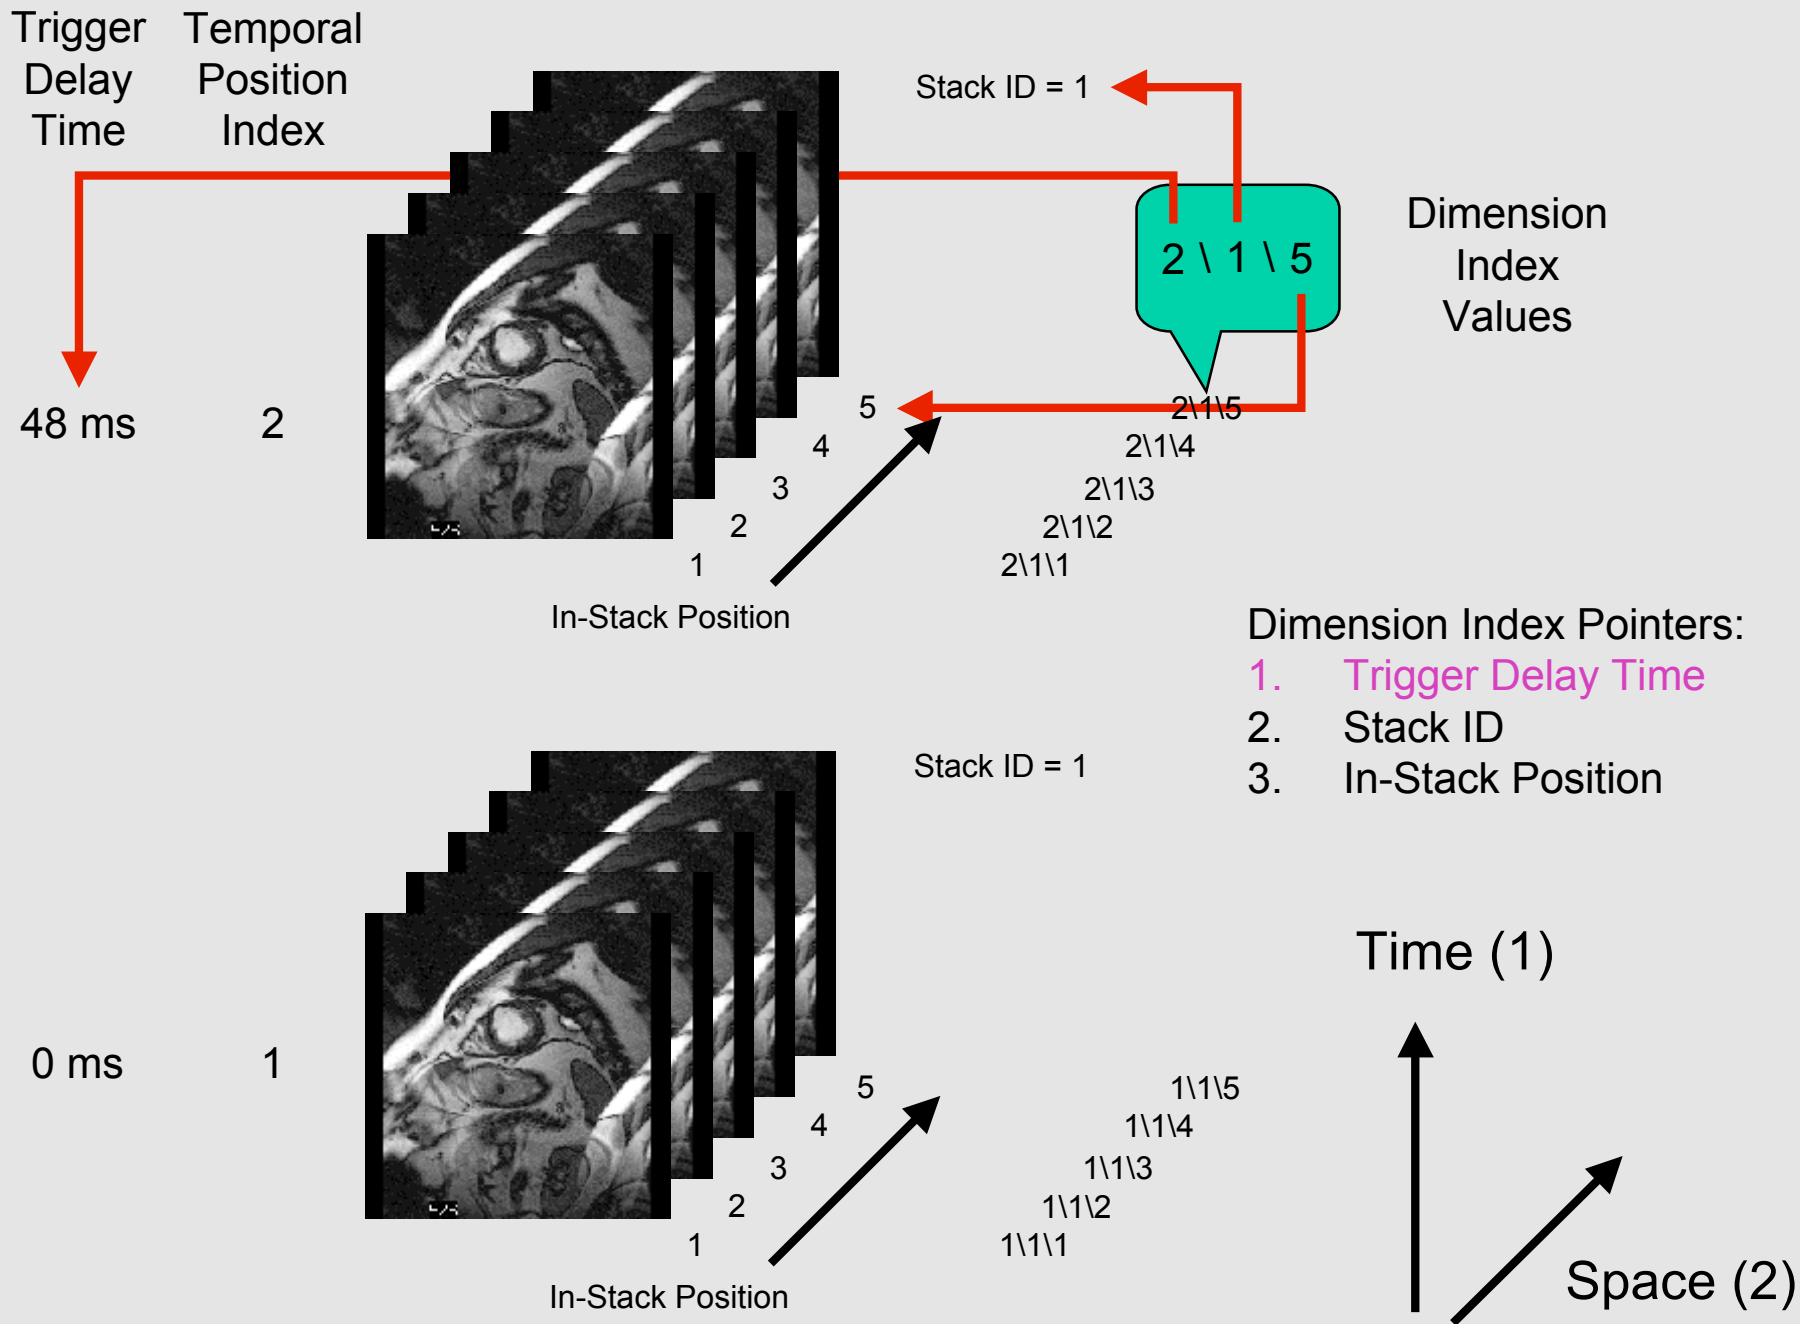 Trigger
Delay
Time
Temporal
Position
Index
Stack ID = 1
2 \ 1 \ 5
Dimension
Index
Values
48 ms
2
5
4
3
2
1
In-Stack Position
2\1\5
2\1\4
2\1\3
2\1\2
2\1\1
Dimension Index Pointers:
1. Trigger Delay Time
2. Stack ID
3. In-Stack Position
Stack ID = 1
0 ms
1
5
4
3
2
1
In-Stack Position
1\1\5
1\1\4
1\1\3
1\1\2
1\1\1
Time (1)
Space (2)